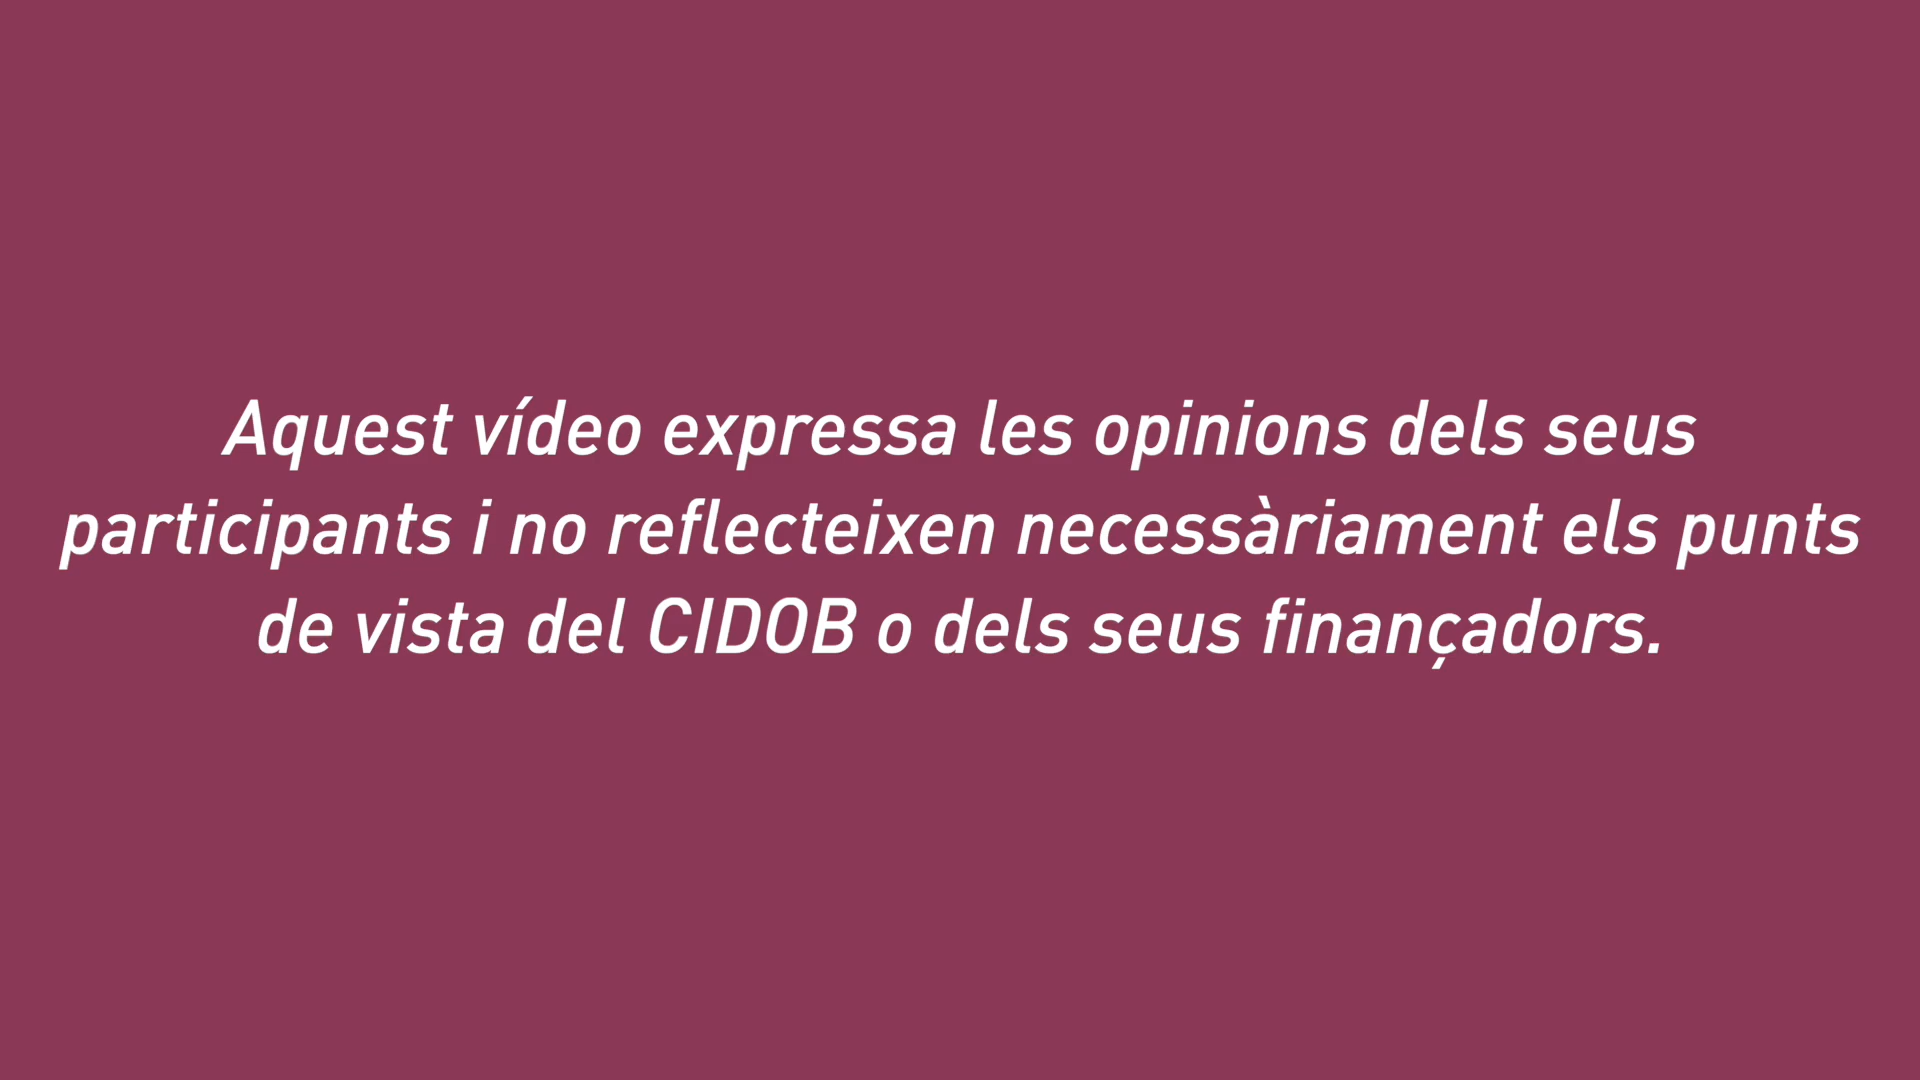 Aquest vídeo expressa les opinions dels seus
participants i no reflecteixen necessàriament els punts
de vista del CIDOB o dels seus finançadors.